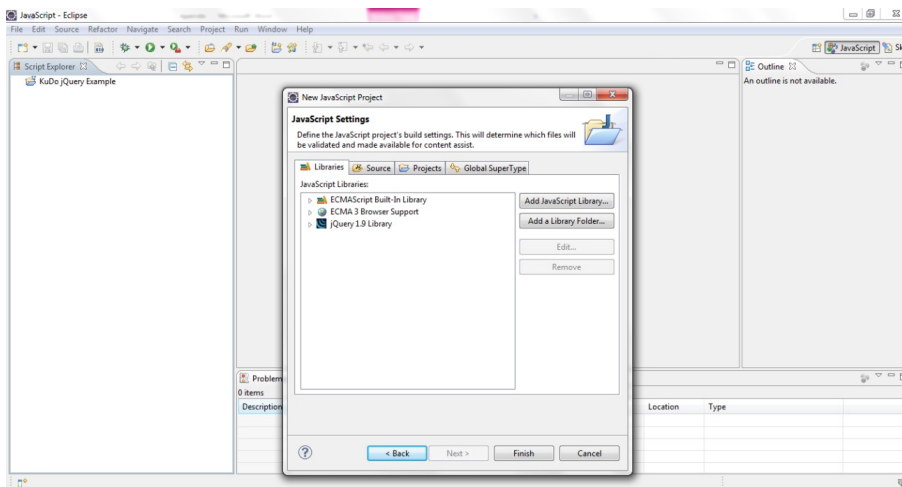 JavaScript - Eclipse
File Edit Source Refactor Navigate Search Project Run Window Help
JavaScript
Script Explorer
KuDo jQuery Example
Outline
An outline is not available.
New JavaScript Project
JavaScript Settings
Define the JavaScript project's build settings. This will determine which files will
be validated and made available for content assist.
Libraries Source Projects Global SuperType
JavaScript Libraries:
ECMAScript Built-In Library
ECMA 3 Browser Support
jQuery 1.9 Library
Add JavaScript Library...
Add a Library Folder...
Edit...
Remove
Problem
0 items
Description Location Type
? < Back Next > Finish Cancel